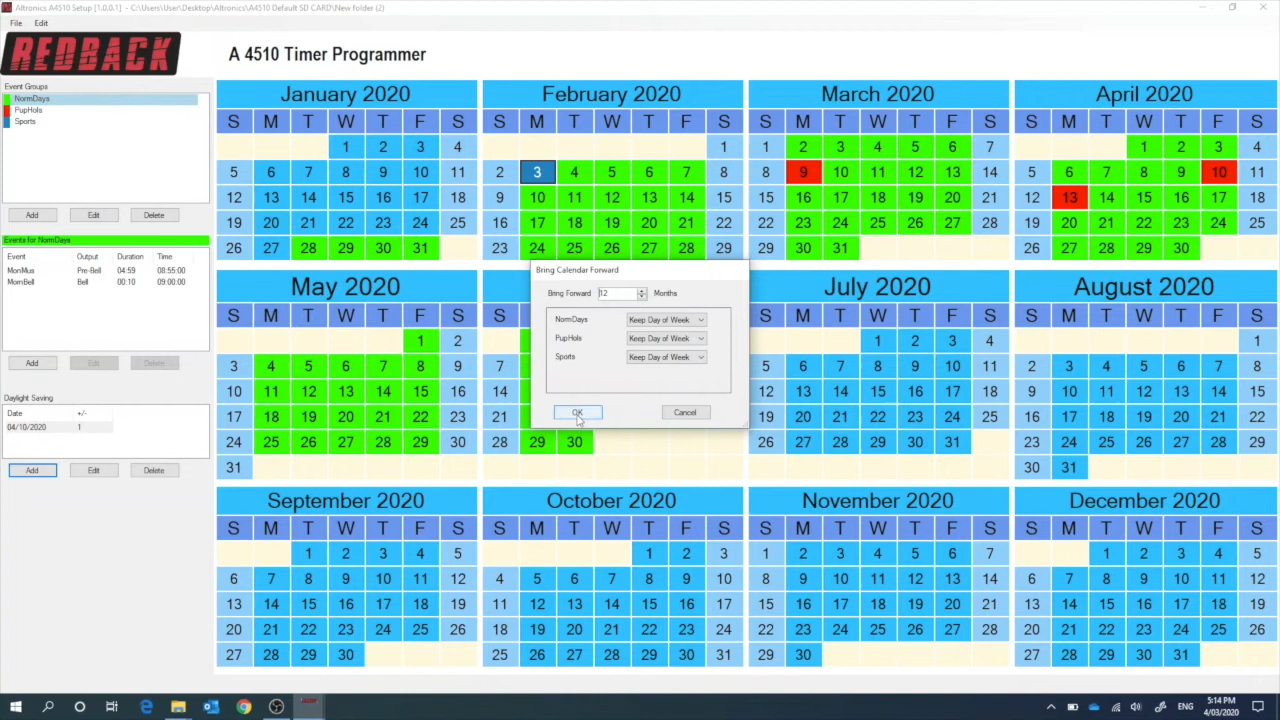 Altronics A4510 Setup [1.0.0.1] - C:\Users\User\Desktop\Altronics\A4510 Default SD CARD\New folder (2)
File Edit
REDBACK
A 4510 Timer Programmer
Event Groups
NormDays
PupHols
Sports
Add Edit Delete
Events for NormDays
Event Output Duration Time
MonMus Pre-Bell 04:59 08:55:00
MornBell Bell 00:10 09:00:00
Add Edit Delete
Daylight Saving
Date +/-
04/10/2020 1
Add Edit Delete
January 2020
S M T W T F S
1 2 3 4
5 6 7 8 9 10 11
12 13 14 15 16 17 18
19 20 21 22 23 24 25
26 27 28 29 30 31
February 2020
S M T W T F S
1
2 3 4 5 6 7 8
9 10 11 12 13 14 15
16 17 18 19 20 21 22
23 24 25 26 27 28 29
March 2020
S M T W T F S
1 2 3 4 5 6 7
8 9 10 11 12 13 14
15 16 17 18 19 20 21
22 23 24 25 26 27 28
29 30 31
April 2020
S M T W T F S
1 2 3 4
5 6 7 8 9 10 11
12 13 14 15 16 17 18
19 20 21 22 23 24 25
26 27 28 29 30
May 2020
S M T W T F S
1 2
3 4 5 6 7 8 9
10 11 12 13 14 15 16
17 18 19 20 21 22 23
24 25 26 27 28 29 30
31
S
7
14
21
28 29 30
Bring Calendar Forward
Bring Forward 12 Months
NormDays Keep Day of Week
PupHols Keep Day of Week
Sports Keep Day of Week
OK Cancel
July 2020
S M T W T F S
1 2 3 4
5 6 7 8 9 10 11
12 13 14 15 16 17 18
19 20 21 22 23 24 25
26 27 28 29 30 31
August 2020
S M T W T F S
1
2 3 4 5 6 7 8
9 10 11 12 13 14 15
16 17 18 19 20 21 22
23 24 25 26 27 28 29
30 31
September 2020
S M T W T F S
1 2 3 4 5
6 7 8 9 10 11 12
13 14 15 16 17 18 19
20 21 22 23 24 25 26
27 28 29 30
October 2020
S M T W T F S
1 2 3
4 5 6 7 8 9 10
11 12 13 14 15 16 17
18 19 20 21 22 23 24
25 26 27 28 29 30 31
November 2020
S M T W T F S
1 2 3 4 5 6 7
8 9 10 11 12 13 14
15 16 17 18 19 20 21
22 23 24 25 26 27 28
29 30
December 2020
S M T W T F S
1 2 3 4 5
6 7 8 9 10 11 12
13 14 15 16 17 18 19
20 21 22 23 24 25 26
27 28 29 30 31
ENG
5:14 PM
4/03/2020